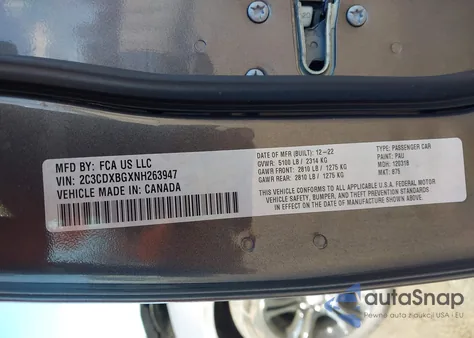 MFD BY: FCA US LLC
VIN: 2C3CDXBGXNH263947
VEHICLE MADE IN: CANADA
DATE OF MFR (BUILT): 12-22
GVWR: 5100 LB / 2314 KG
GAWR FRONT: 2810 LB / 1275 KG
GAWR REAR: 2810 LB / 1275 KG
TYPE: PASSENGER CAR
PAINT: PAU
MDH: 120318
MAT: 875
THIS VEHICLE CONFORMS TO ALL APPLICABLE U.S.A. FEDERAL MOTOR
VEHICLE SAFETY, BUMPER, AND THEFT PREVENTION STANDARDS IN EFFECT
ON THE DATE OF MANUFACTURE SHOWN ABOVE.
autoSnap
Pewne auta z aukcji USA i EU